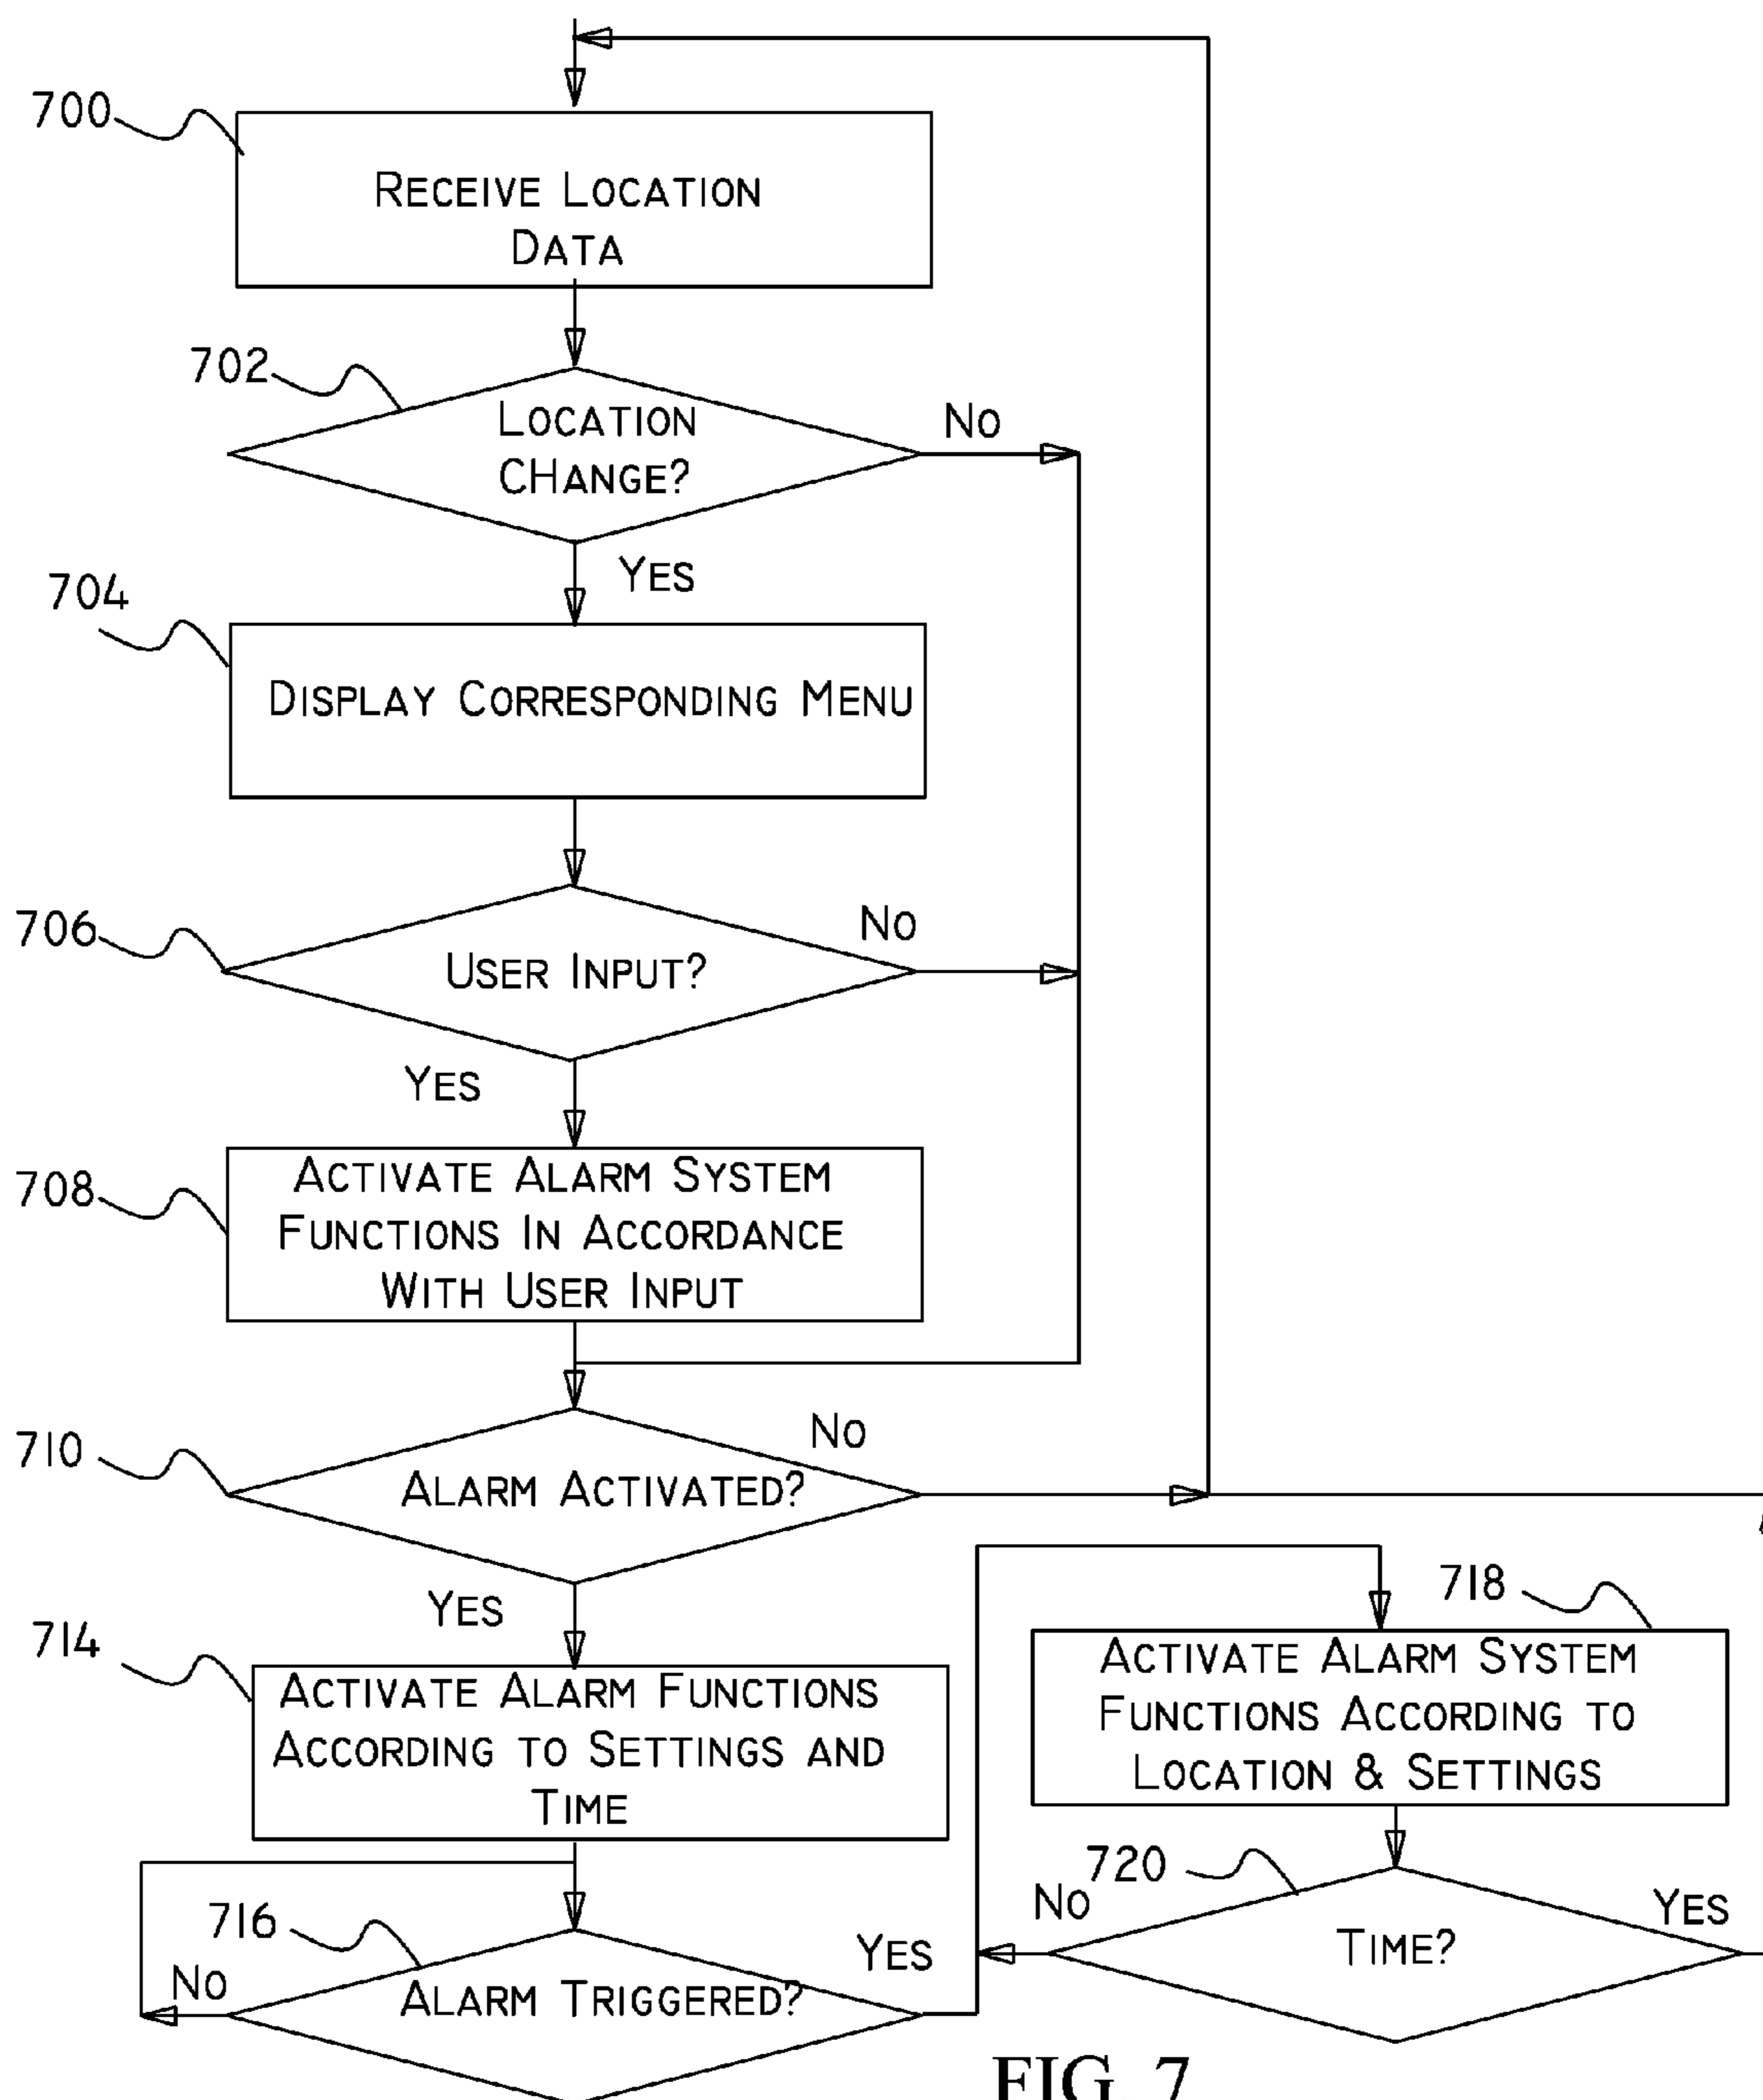 700
RECEIVE LOCATION
DATA
702
LOCATION
CHANGE?
NO
YES
704
DISPLAY CORRESPONDING MENU
706
USER INPUT?
NO
YES
708
ACTIVATE ALARM SYSTEM
FUNCTIONS IN ACCORDANCE
WITH USER INPUT
710
ALARM ACTIVATED?
NO
YES
714
ACTIVATE ALARM FUNCTIONS
ACCORDING TO SETTINGS AND
TIME
716
ALARM TRIGGERED?
NO
YES
718
ACTIVATE ALARM SYSTEM
FUNCTIONS ACCORDING TO
LOCATION & SETTINGS
720
TIME?
NO
YES
FIG. 7